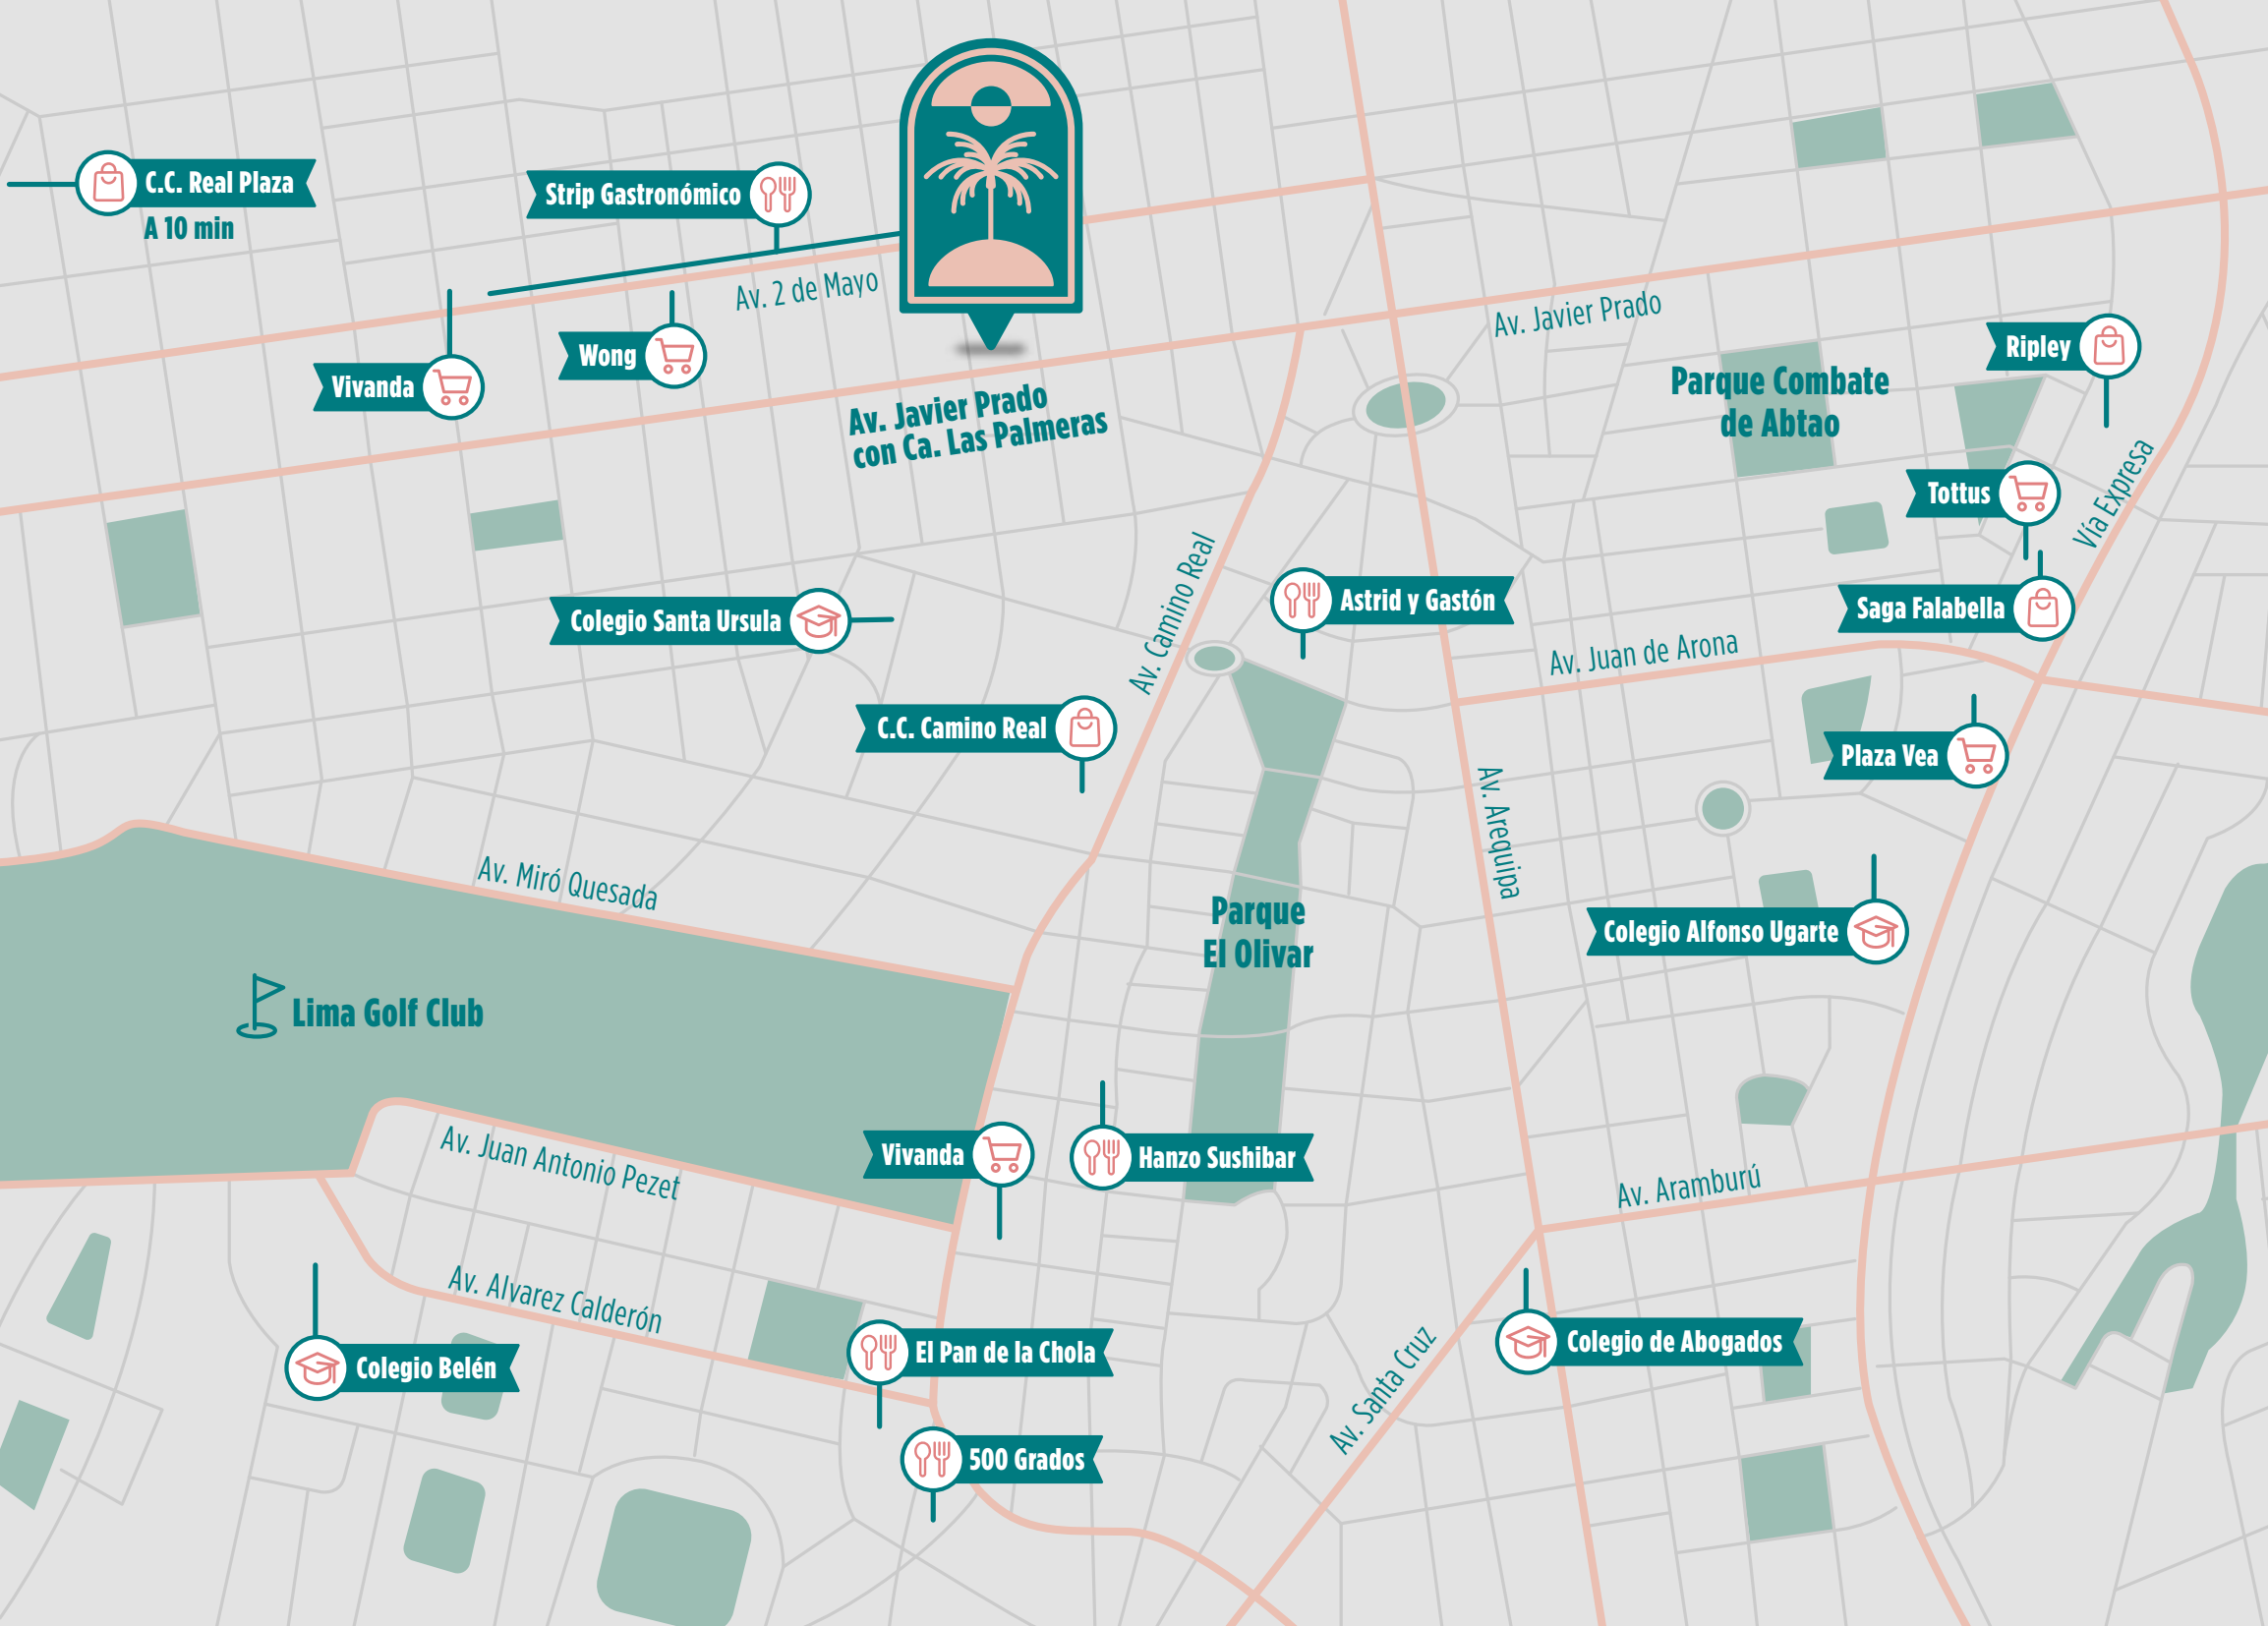 C.C. Real Plaza
A 10 min
Strip Gastronómico
Av. 2 de Mayo
Vivanda
Wong
Av. Javier Prado
con Ca. Las Palmeras
Av. Javier Prado
Parque Combate
de Abtao
Ripley
Tottus
Vía Expresa
Saga Falabella
Colegio Santa Ursula
Av. Camino Real
Astrid y Gastón
Av. Juan de Arona
C.C. Camino Real
Plaza Vea
Av. Arequipa
Av. Miró Quesada
Parque
El Olivar
Colegio Alfonso Ugarte
Lima Golf Club
Av. Juan Antonio Pezet
Vivanda
Hanzo Sushibar
Av. Aramburú
Av. Alvarez Calderón
Colegio Belén
El Pan de la Chola
Av. Santa Cruz
Colegio de Abogados
500 Grados